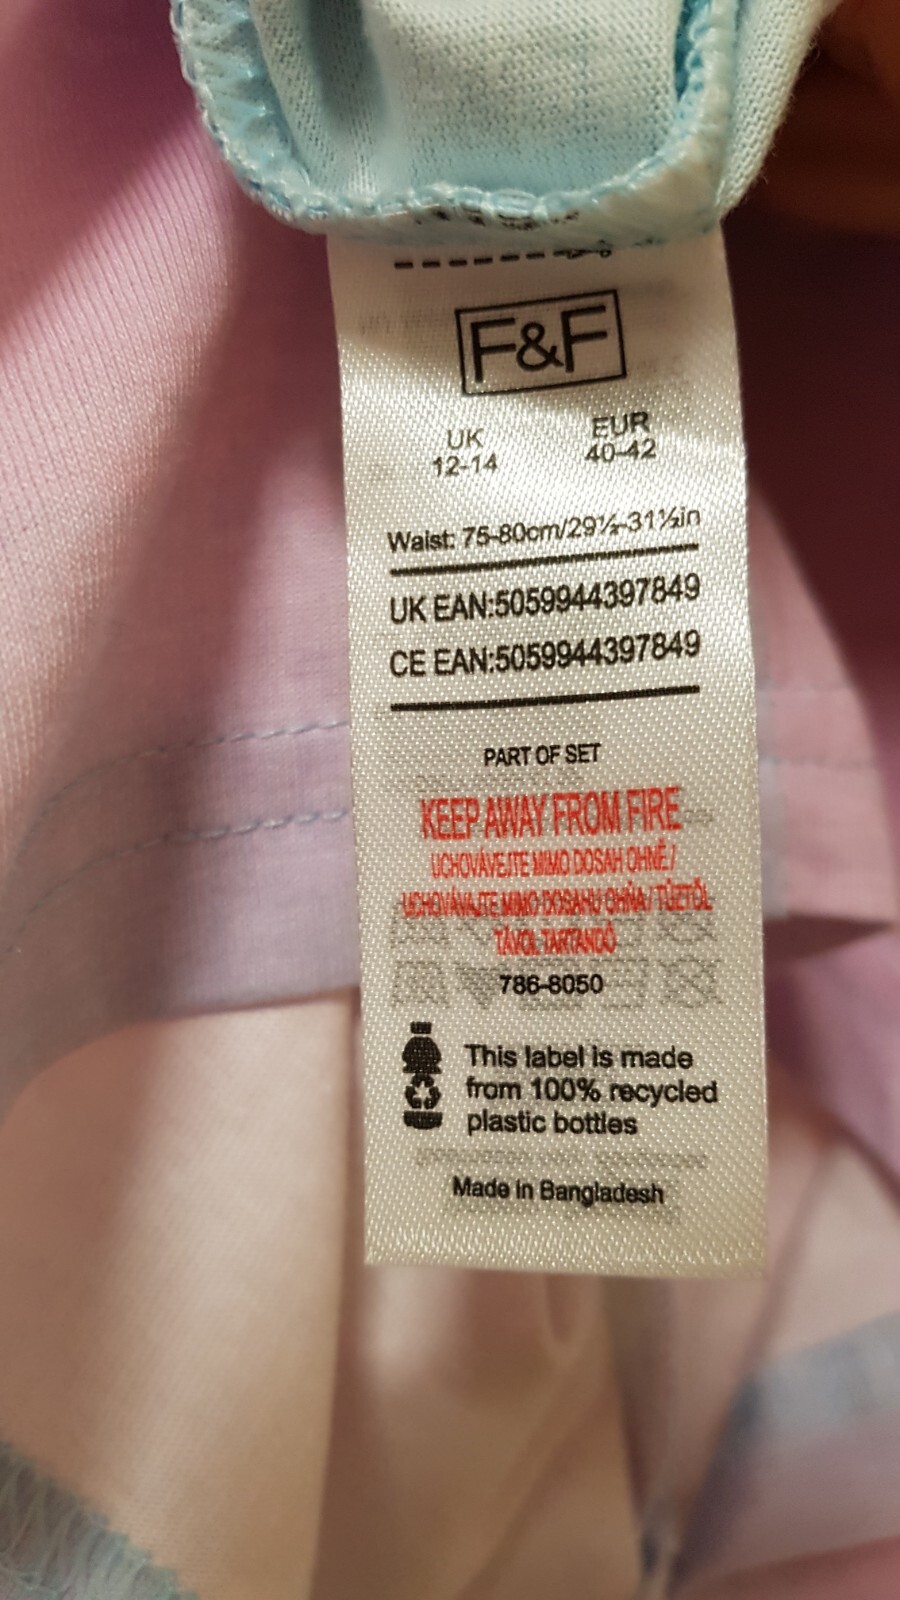 F&F
UK EUR
12-14 40-42
Waist: 75-80cm/29½-31½in
UK EAN:5059944397849
CE EAN:5059944397849
PART OF SET
KEEP AWAY FROM FIRE
UCHOVÁVEJTE MIMO DOSAH OHNĚ/
UCHOVÁVAJTE MIMO DOSAHU OHŇA/ TŰZTŐL
TÁVOL TARTANDÓ
786-8050
This label is made
from 100% recycled
plastic bottles
Made in Bangladesh